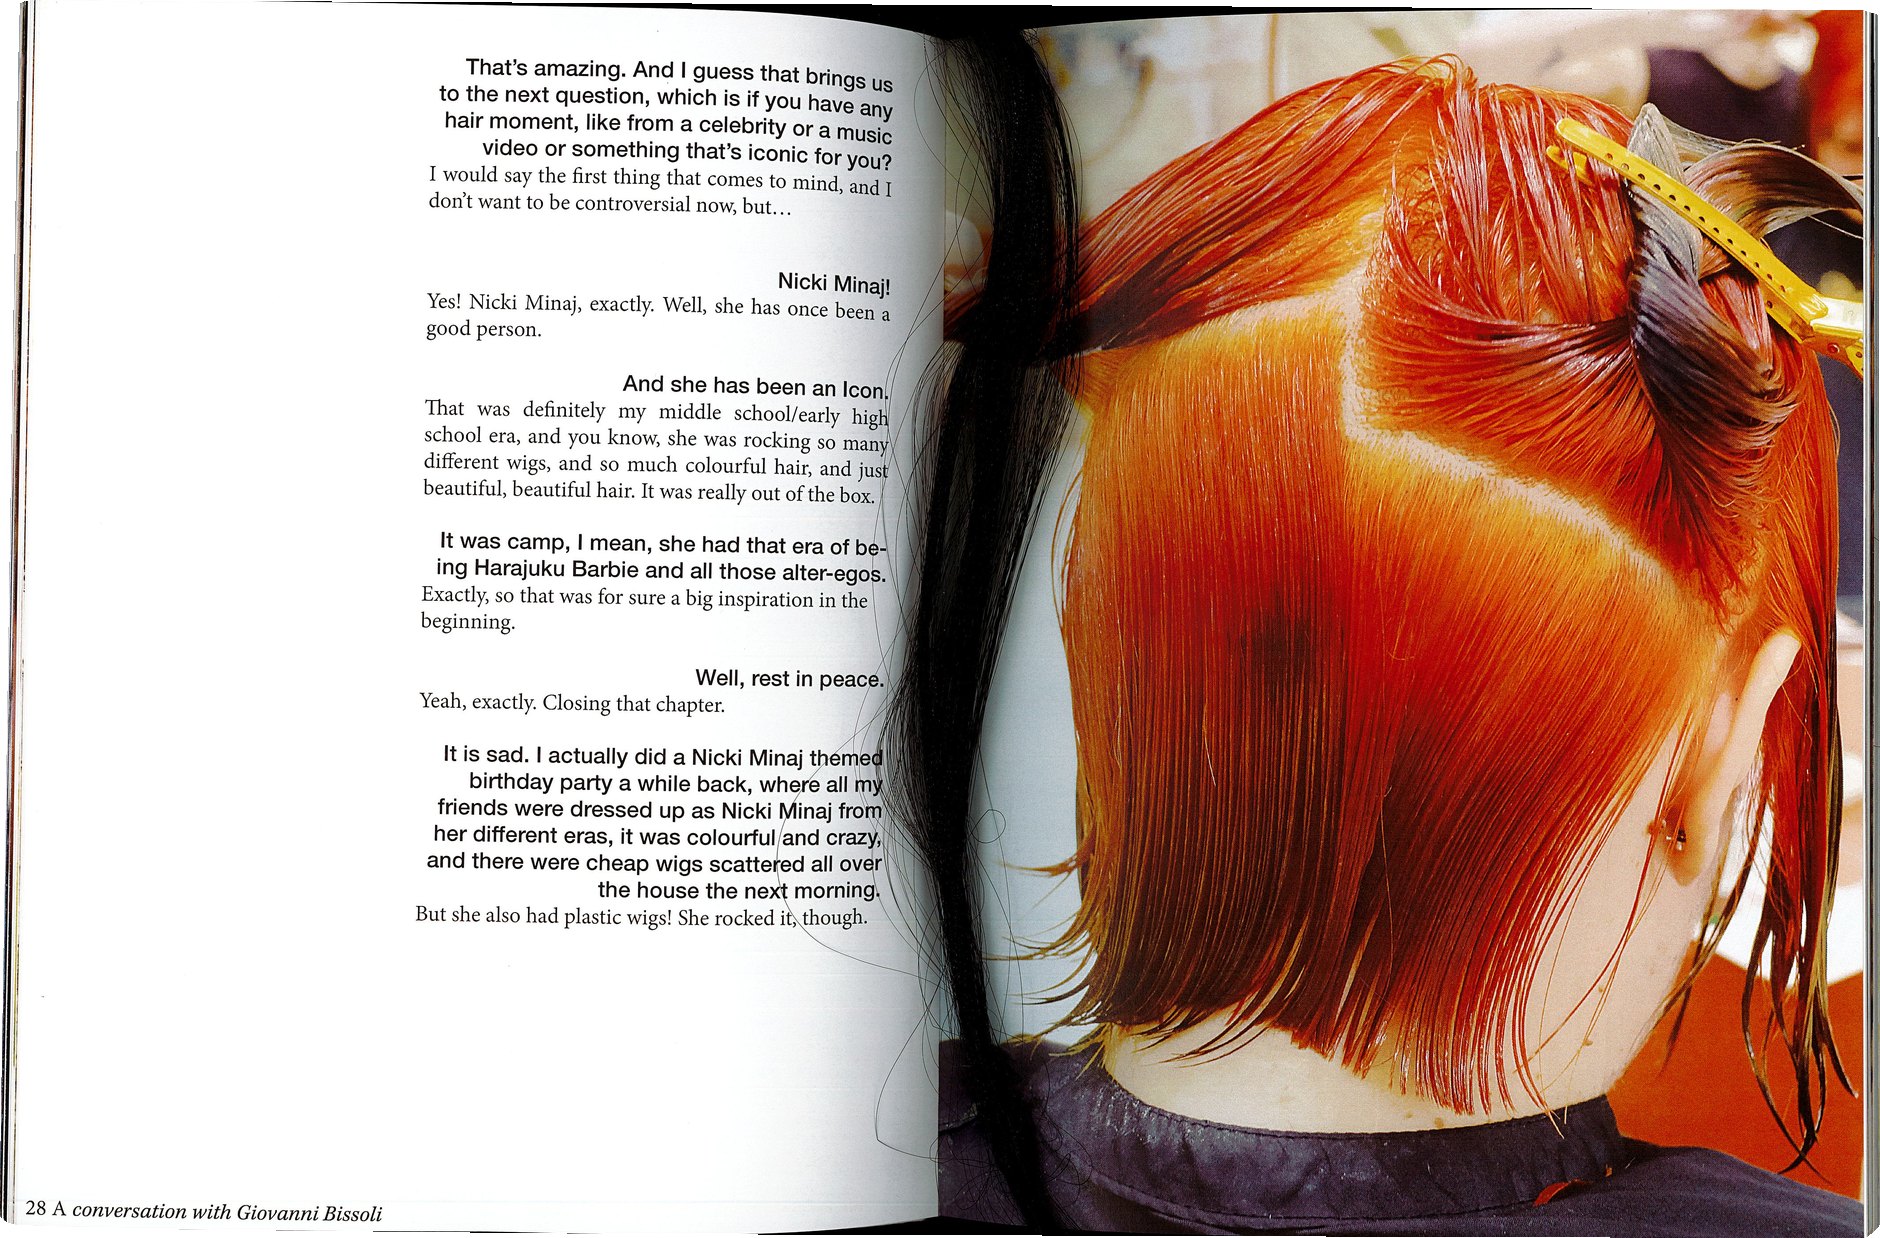 That's amazing. And I guess that brings us
to the next question, which is if you have any
hair moment, like from a celebrity or a music
video or something that's iconic for you?
I would say the first thing that comes to mind, and I
don't want to be controversial now, but…
Nicki Minaj!
Yes! Nicki Minaj, exactly. Well, she has once been a
good person.
And she has been an Icon.
That was definitely my middle school/early high
school era, and you know, she was rocking so many
different wigs, and so much colourful hair, and just
beautiful, beautiful hair. It was really out of the box.
It was camp, I mean, she had that era of be-
ing Harajuku Barbie and all those alter-egos.
Exactly, so that was for sure a big inspiration in the
beginning.
Well, rest in peace.
Yeah, exactly. Closing that chapter.
It is sad. I actually did a Nicki Minaj themed
birthday party a while back, where all my
friends were dressed up as Nicki Minaj from
her different eras, it was colourful and crazy,
and there were cheap wigs scattered all over
the house the next morning.
But she also had plastic wigs! She rocked it, though.
28 A conversation with Giovanni Bissoli